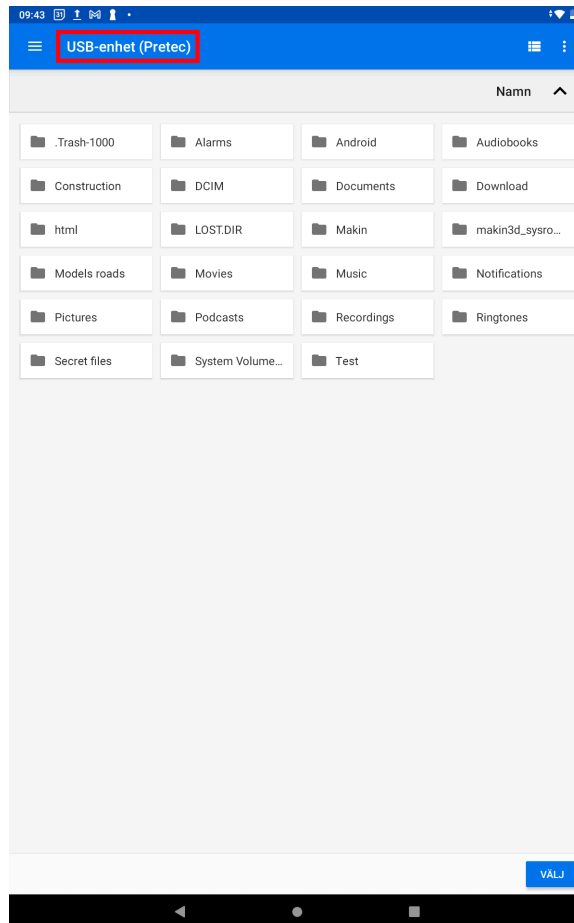 09:43 31
USB-enhet (Pretec)
Namn
.Trash-1000 Alarms Android Audiobooks
Construction DCIM Documents Download
html LOST.DIR Makin makin3d_sysro...
Models roads Movies Music Notifications
Pictures Podcasts Recordings Ringtones
Secret files System Volume... Test
VÄLJ